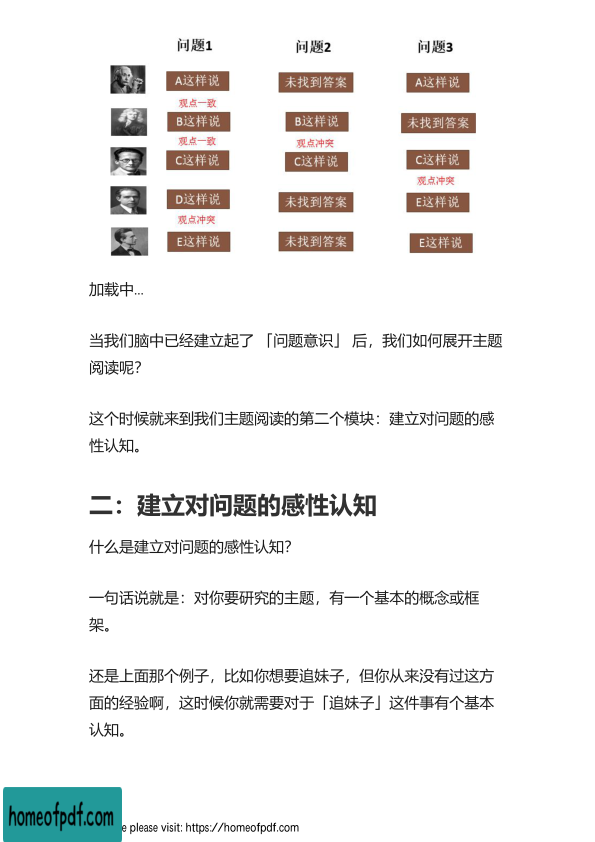 问题1 问题2 问题3
A这样说 未找到答案 A这样说
观点一致
B这样说 B这样说 未找到答案
观点一致 观点冲突
C这样说 C这样说 C这样说
观点冲突
D这样说 未找到答案 E这样说
观点冲突
E这样说 未找到答案 E这样说
加载中...
当我们脑中已经建立起了 「问题意识」 后，我们如何展开主题
阅读呢？
这个时候就来到我们主题阅读的第二个模块：建立对问题的感
性认知。
二：建立对问题的感性认知
什么是建立对问题的感性认知？
一句话说就是：对你要研究的主题，有一个基本的概念或框
架。
还是上面那个例子，比如你想要追妹子，但你从来没有过这方
面的经验啊，这时候你就需要对于「追妹子」这件事有个基本
认知。
homeofpdf.com
e please visit: https://homeofpdf.com